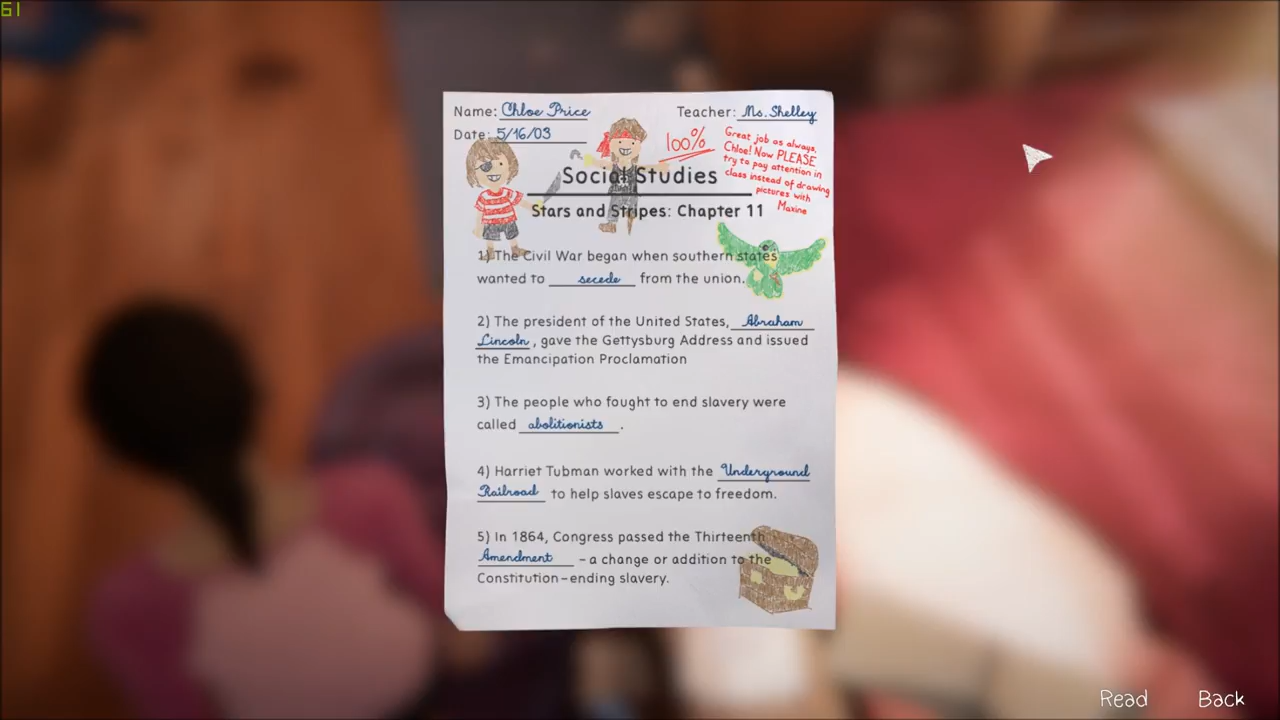 61
Name: Chloe Price
Teacher: Ms. Shelley
Date: 5/16/03
100%
Great job as always,
Chloe! Now PLEASE
try to pay attention in
class instead of drawing
pictures with
Maxine
Social Studies
Stars and Stripes: Chapter 11
1) The Civil War began when southern states
wanted to secede from the union.
2) The president of the United States, Abraham
Lincoln, gave the Gettysburg Address and issued
the Emancipation Proclamation
3) The people who fought to end slavery were
called abolitionists.
4) Harriet Tubman worked with the Underground
Railroad to help slaves escape to freedom.
5) In 1864, Congress passed the Thirteenth
Amendment - a change or addition to the
Constitution-ending slavery.
Read
Back